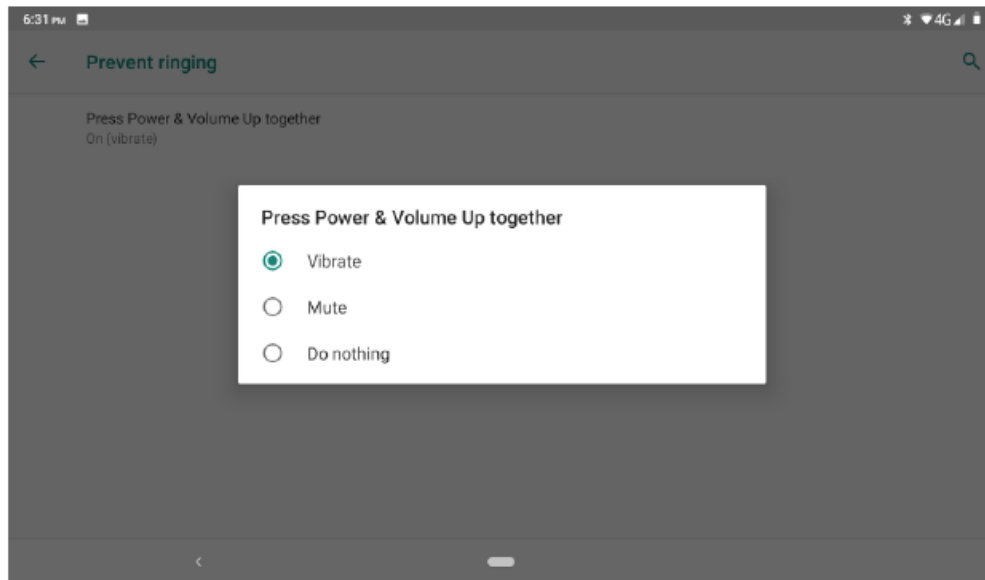 6:31 PM
4G
Prevent ringing
Press Power & Volume Up together
On (vibrate)
Press Power & Volume Up together
Vibrate
Mute
Do nothing